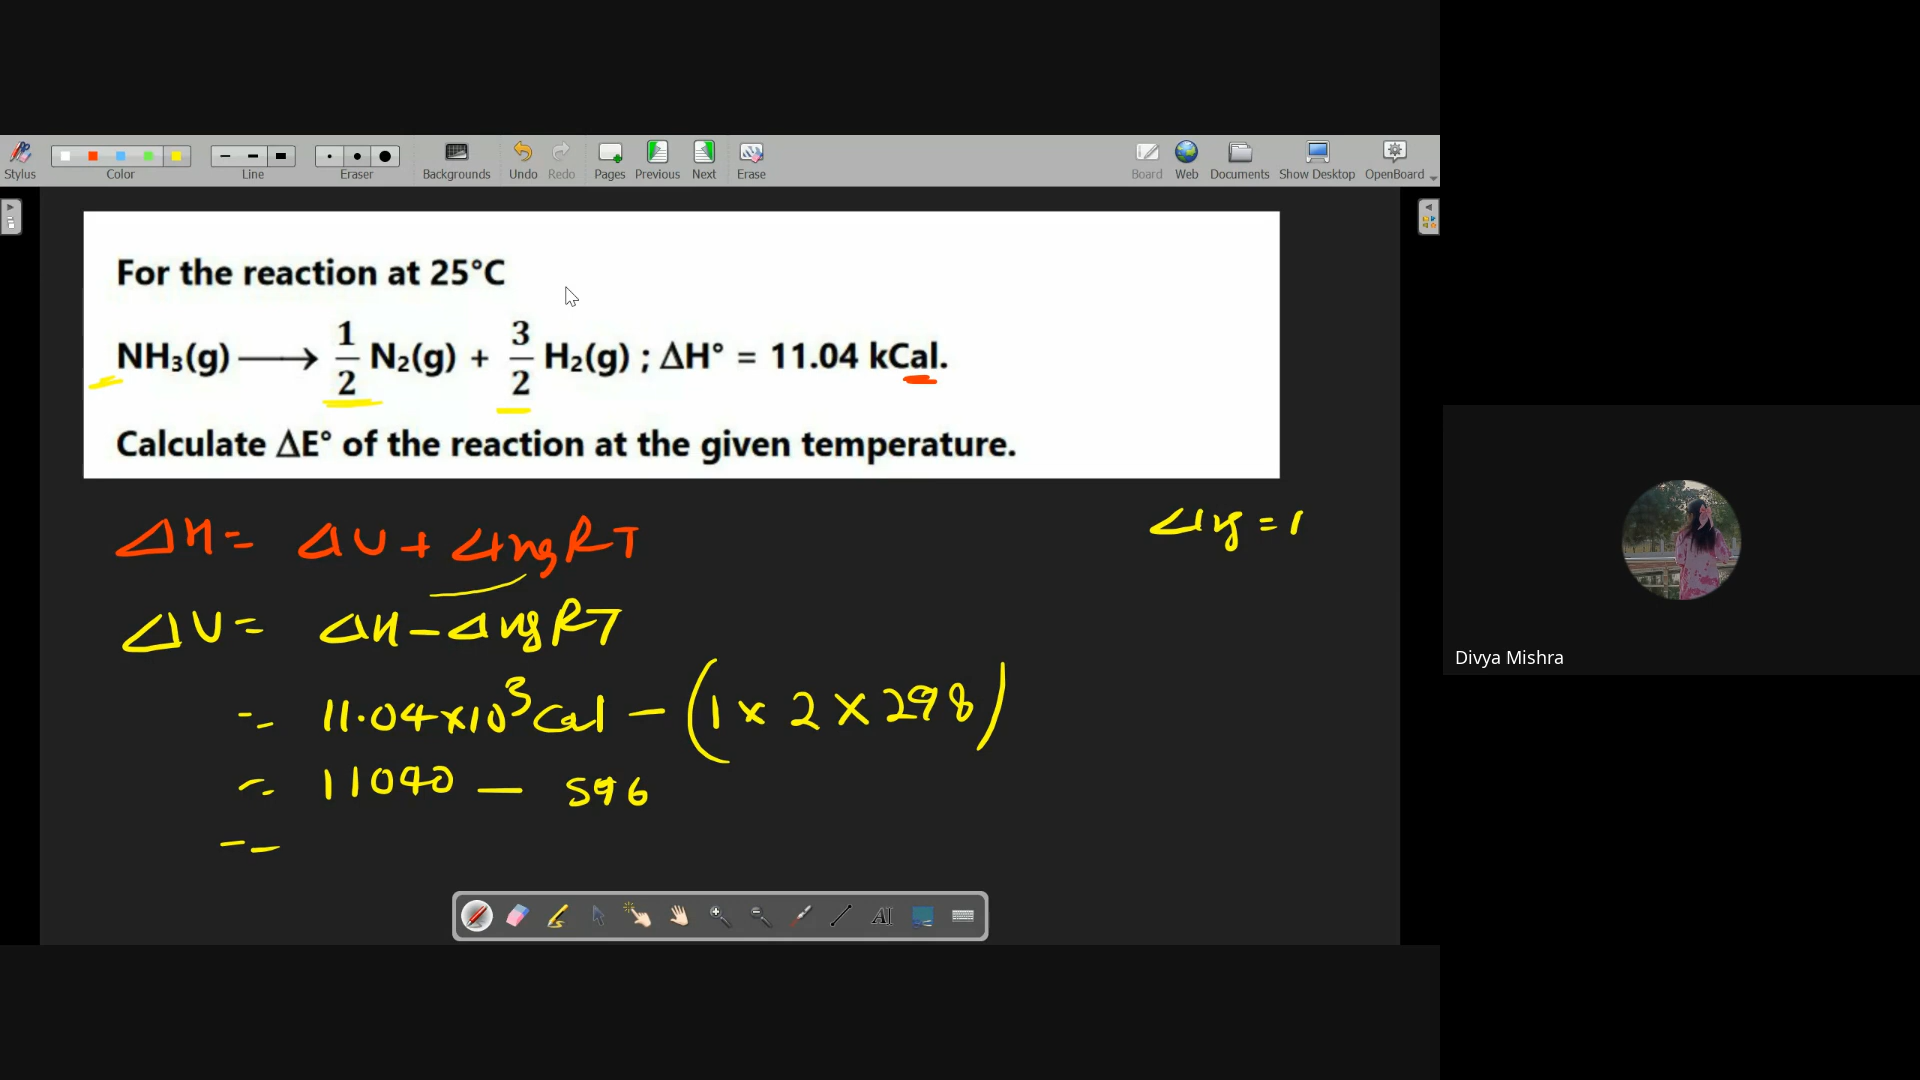 Stylus Color Line Eraser Backgrounds Undo Redo Pages Previous Next Erase Board Web Documents Show Desktop OpenBoard
For the reaction at 25°C
NH₃(g) ⟶ 1/2 N₂(g) + 3/2 H₂(g) ; ΔH° = 11.04 kCal.
Calculate ΔE° of the reaction at the given temperature.
ΔH = ΔU + ΔngRT
Δng = 1
ΔU = ΔH - ΔngRT
= 11.04×10³ Cal - (1 × 2 × 298)
= 11040 - 596
=
AI
Divya Mishra